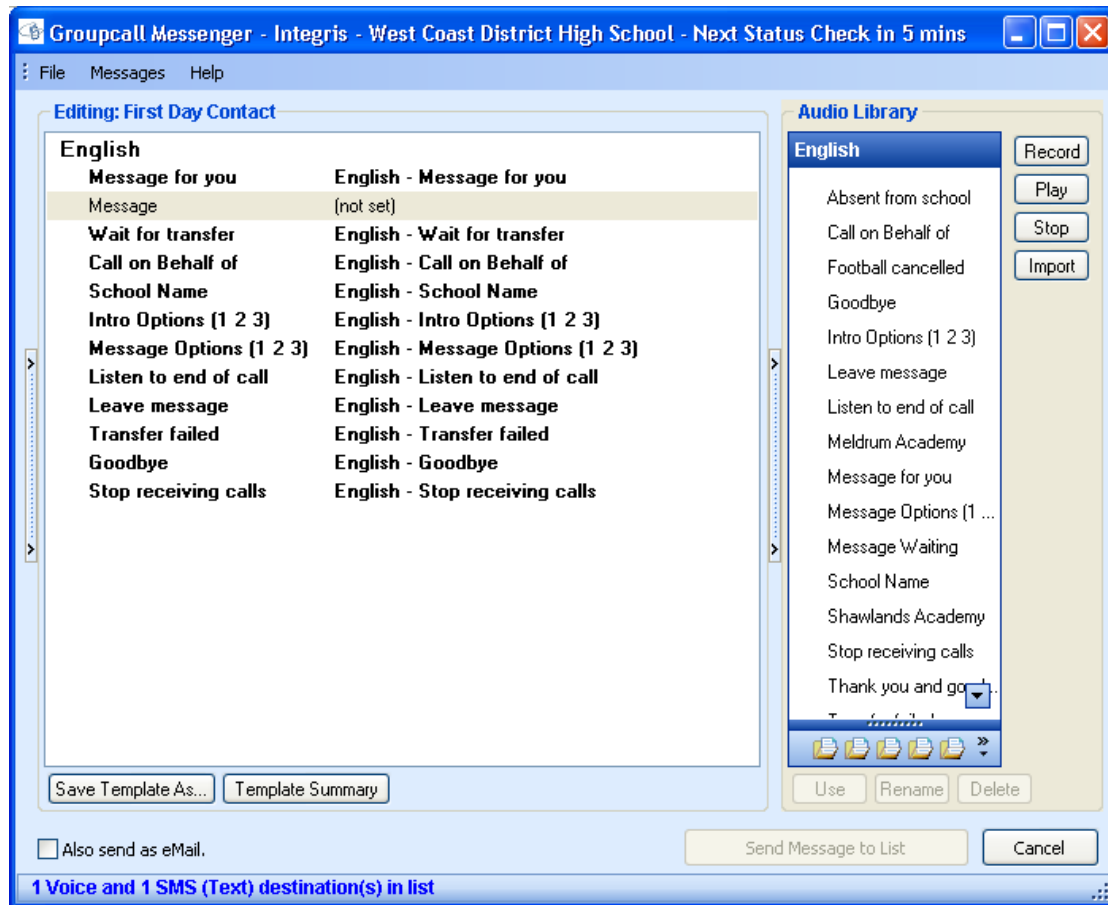 Groupcall Messenger - Integris - West Coast District High School - Next Status Check in 5 mins
File Messages Help
Editing: First Day Contact
English
Message for you English - Message for you
Message (not set)
Wait for transfer English - Wait for transfer
Call on Behalf of English - Call on Behalf of
School Name English - School Name
Intro Options (1 2 3) English - Intro Options (1 2 3)
Message Options (1 2 3) English - Message Options (1 2 3)
Listen to end of call English - Listen to end of call
Leave message English - Leave message
Transfer failed English - Transfer failed
Goodbye English - Goodbye
Stop receiving calls English - Stop receiving calls
Save Template As... Template Summary
Audio Library
English
Absent from school
Call on Behalf of
Football cancelled
Goodbye
Intro Options (1 2 3)
Leave message
Listen to end of call
Meldrum Academy
Message for you
Message Options (1 ...
Message Waiting
School Name
Shawlands Academy
Stop receiving calls
Thank you and
Record
Play
Stop
Import
Use Rename Delete
Also send as eMail.
Send Message to List Cancel
1 Voice and 1 SMS (Text) destination(s) in list